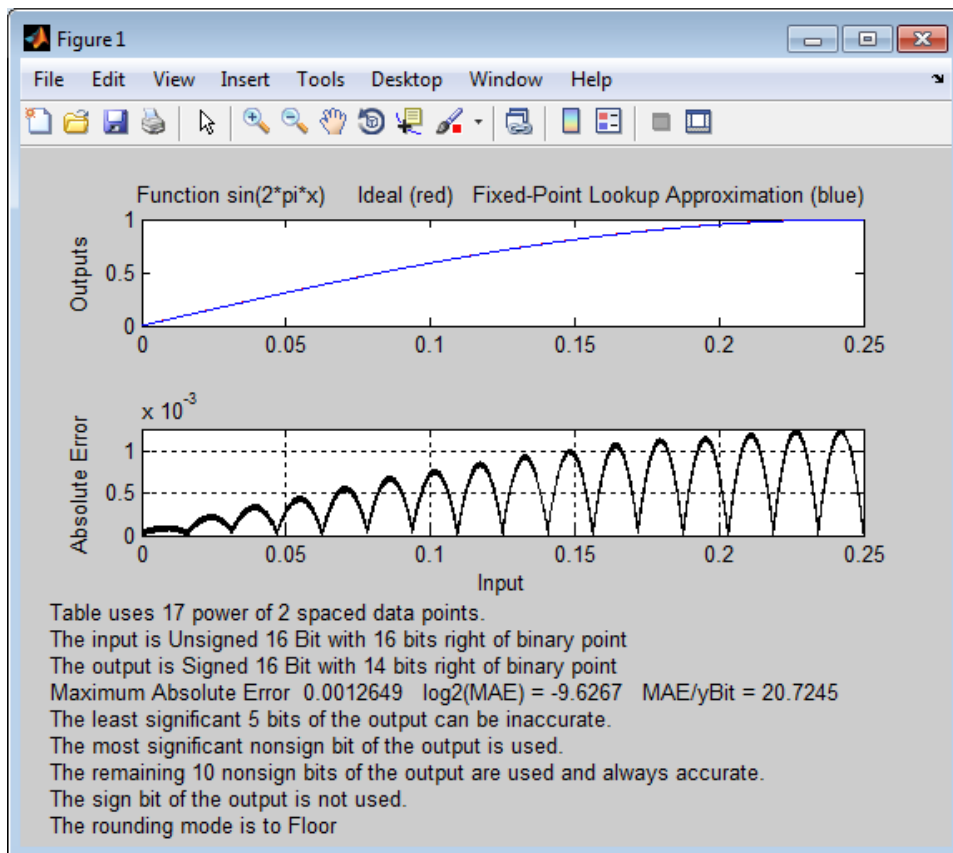 Figure 1
File Edit View Insert Tools Desktop Window Help
Function sin(2*pi*x) Ideal (red) Fixed-Point Lookup Approximation (blue)
Outputs
1
0.5
0
0 0.05 0.1 0.15 0.2 0.25
x 10^-3
Absolute Error
1
0.5
0
0 0.05 0.1 0.15 0.2 0.25
Input
Table uses 17 power of 2 spaced data points.
The input is Unsigned 16 Bit with 16 bits right of binary point
The output is Signed 16 Bit with 14 bits right of binary point
Maximum Absolute Error 0.0012649 log2(MAE) = -9.6267 MAE/yBit = 20.7245
The least significant 5 bits of the output can be inaccurate.
The most significant nonsign bit of the output is used.
The remaining 10 nonsign bits of the output are used and always accurate.
The sign bit of the output is not used.
The rounding mode is to Floor